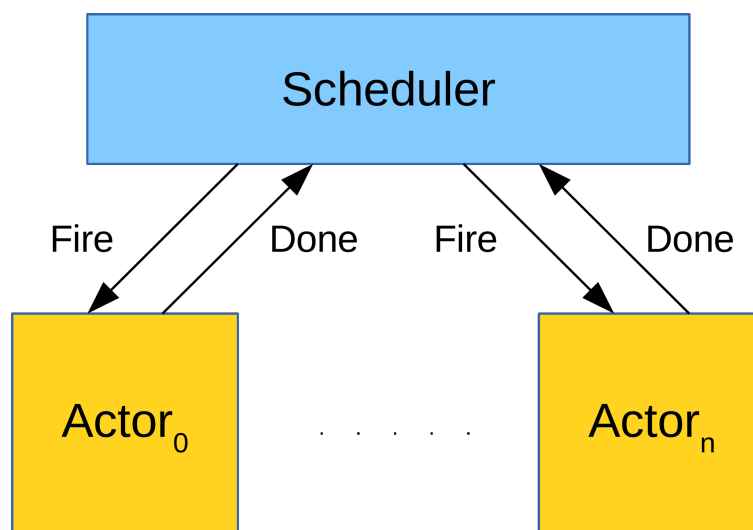 Scheduler
Fire Done Fire Done
Actor0 . . . . . Actorn